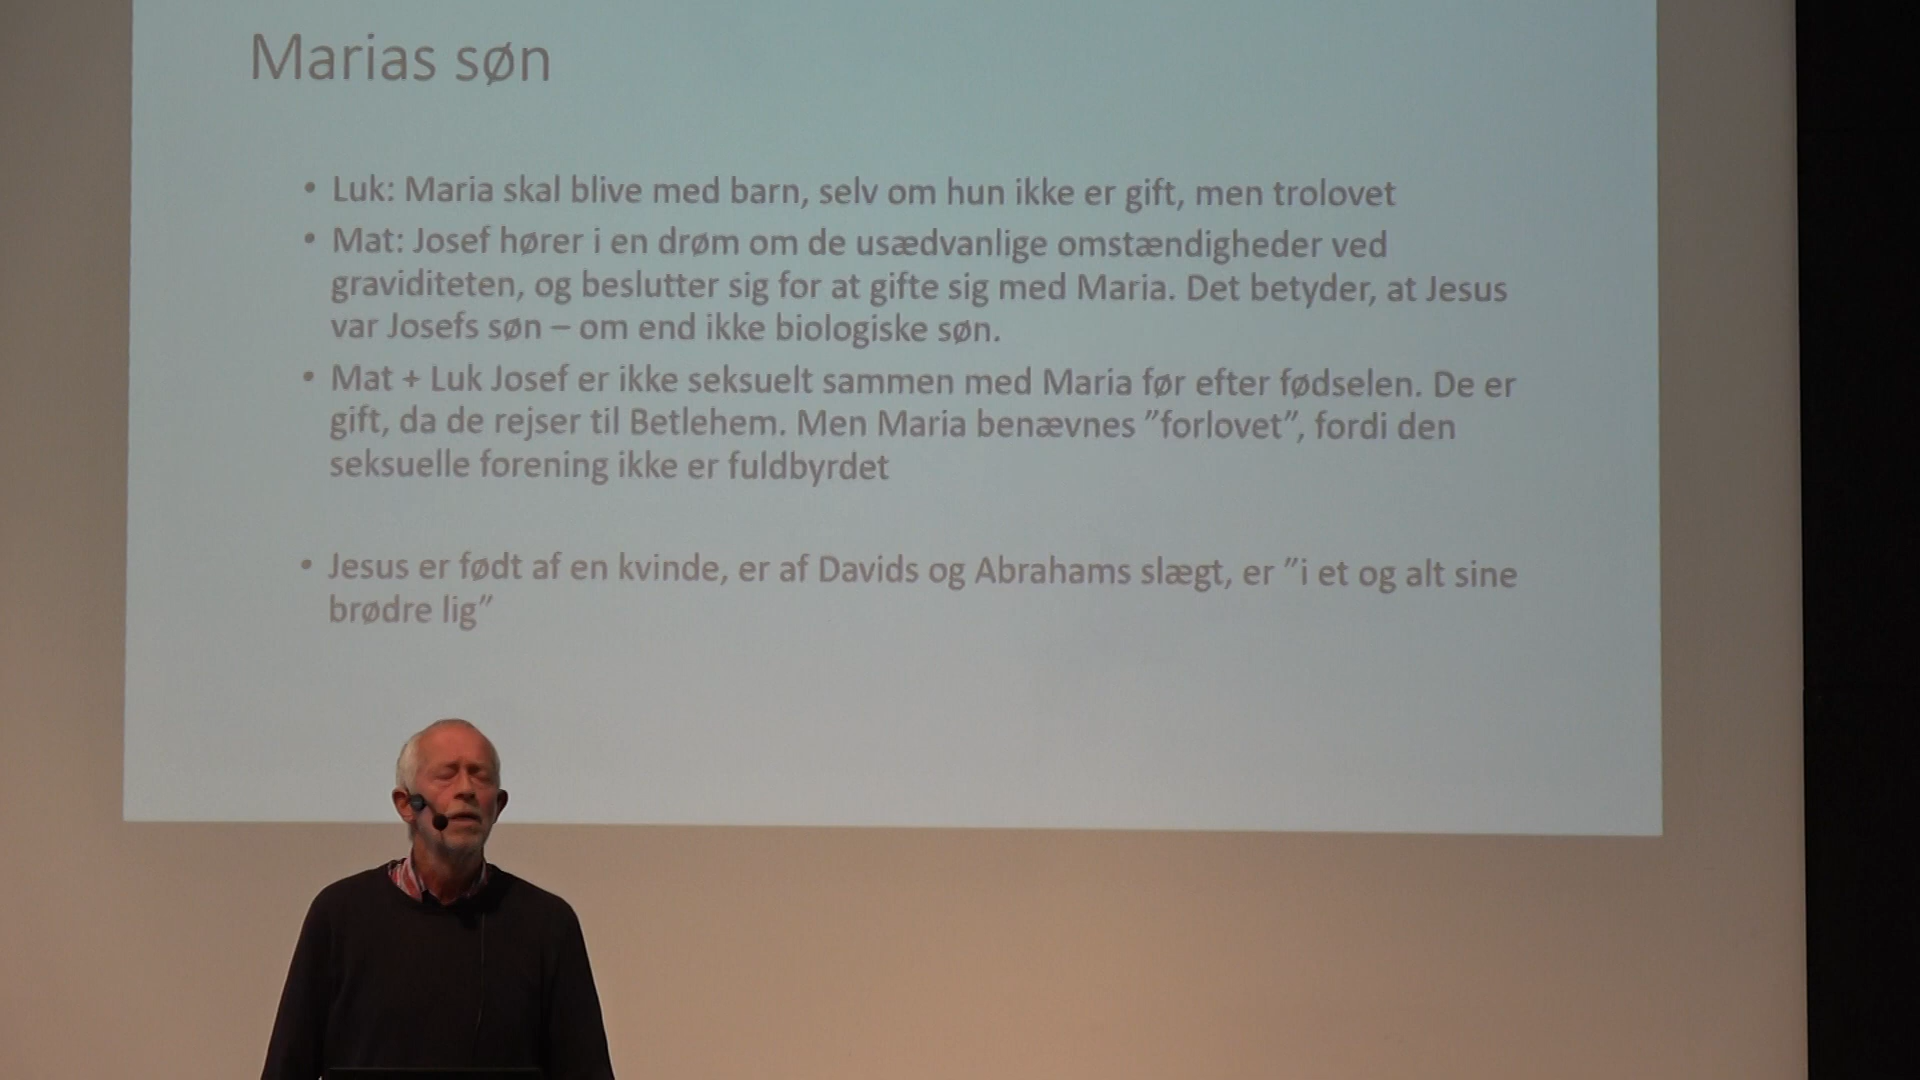 Marias søn
• Luk: Maria skal blive med barn, selv om hun ikke er gift, men trolovet
• Mat: Josef hører i en drøm om de usædvanlige omstændigheder ved
graviditeten, og beslutter sig for at gifte sig med Maria. Det betyder, at Jesus
var Josefs søn – om end ikke biologiske søn.
• Mat + Luk Josef er ikke seksuelt sammen med Maria før efter fødselen. De er
gift, da de rejser til Betlehem. Men Maria benævnes ”forlovet”, fordi den
seksuelle forening ikke er fuldbyrdet
• Jesus er født af en kvinde, er af Davids og Abrahams slægt, er ”i et og alt sine
brødre lig”